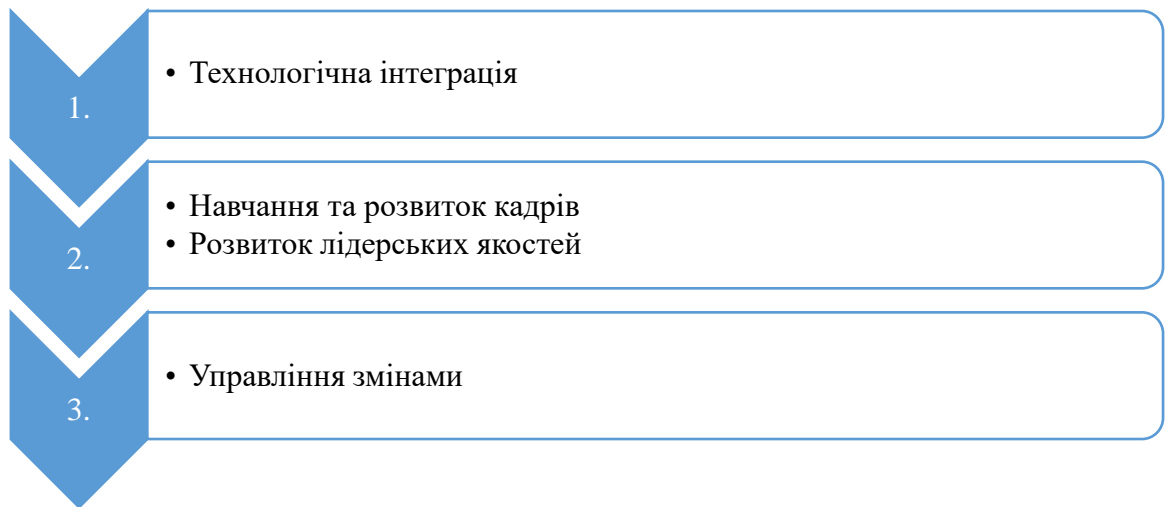 1.
• Технологічна інтеграція
2.
• Навчання та розвиток кадрів
• Розвиток лідерських якостей
3.
• Управління змінами